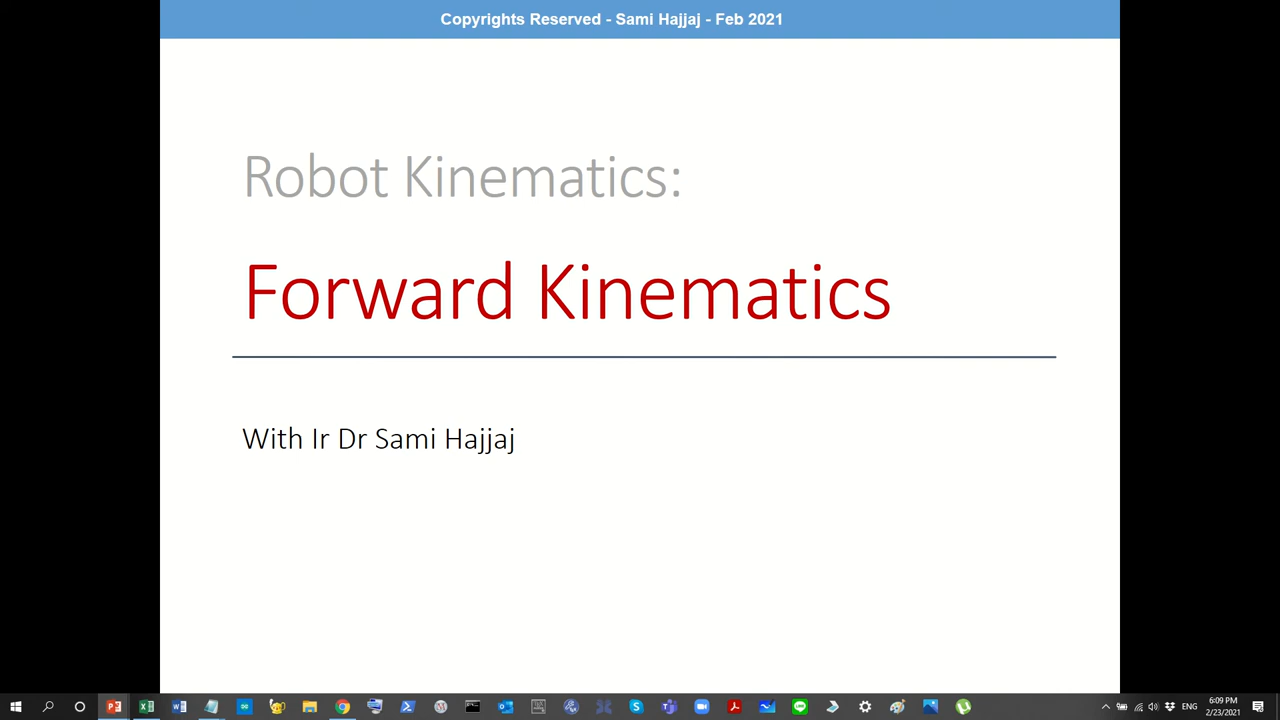 Copyrights Reserved - Sami Hajjaj - Feb 2021
Robot Kinematics:
Forward Kinematics
With Ir Dr Sami Hajjaj
ENG
6:09 PM
2/23/2021